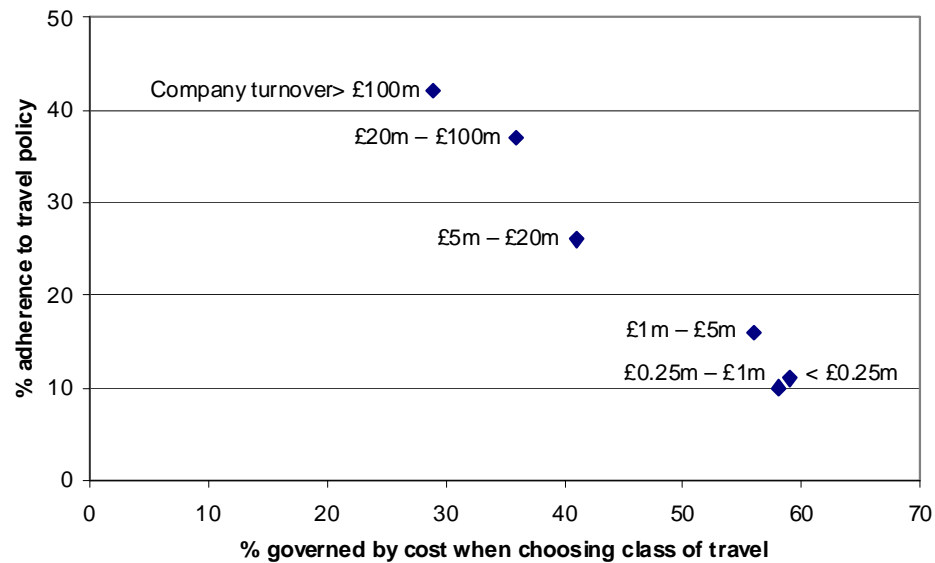 50
Company turnover> £100m
40
£20m – £100m
30
£5m – £20m
20
£1m – £5m
£0.25m – £1m
< £0.25m
10
0
0 10 20 30 40 50 60 70
% adherence to travel policy
% governed by cost when choosing class of travel